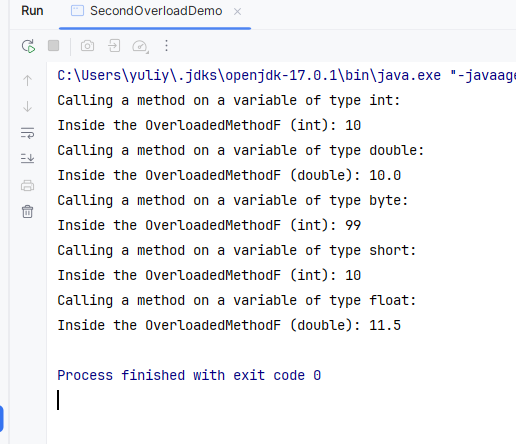 Run SecondOverloadDemo
C:\Users\yuliy\.jdks\openjdk-17.0.1\bin\java.exe "-javaage
Calling a method on a variable of type int:
Inside the OverloadedMethodF (int): 10
Calling a method on a variable of type double:
Inside the OverloadedMethodF (double): 10.0
Calling a method on a variable of type byte:
Inside the OverloadedMethodF (int): 99
Calling a method on a variable of type short:
Inside the OverloadedMethodF (int): 10
Calling a method on a variable of type float:
Inside the OverloadedMethodF (double): 11.5
Process finished with exit code 0